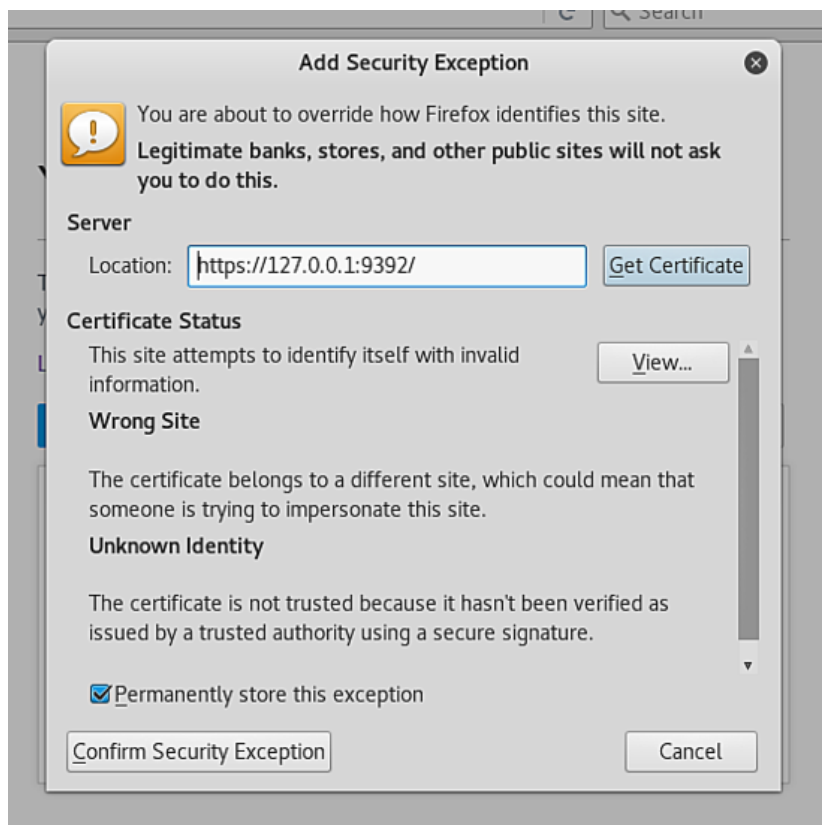 Search
Add Security Exception
You are about to override how Firefox identifies this site.
Legitimate banks, stores, and other public sites will not ask
you to do this.
Server
Location: https://127.0.0.1:9392/ Get Certificate
Certificate Status
This site attempts to identify itself with invalid
information.
View...
Wrong Site
The certificate belongs to a different site, which could mean that
someone is trying to impersonate this site.
Unknown Identity
The certificate is not trusted because it hasn't been verified as
issued by a trusted authority using a secure signature.
Permanently store this exception
Confirm Security Exception Cancel